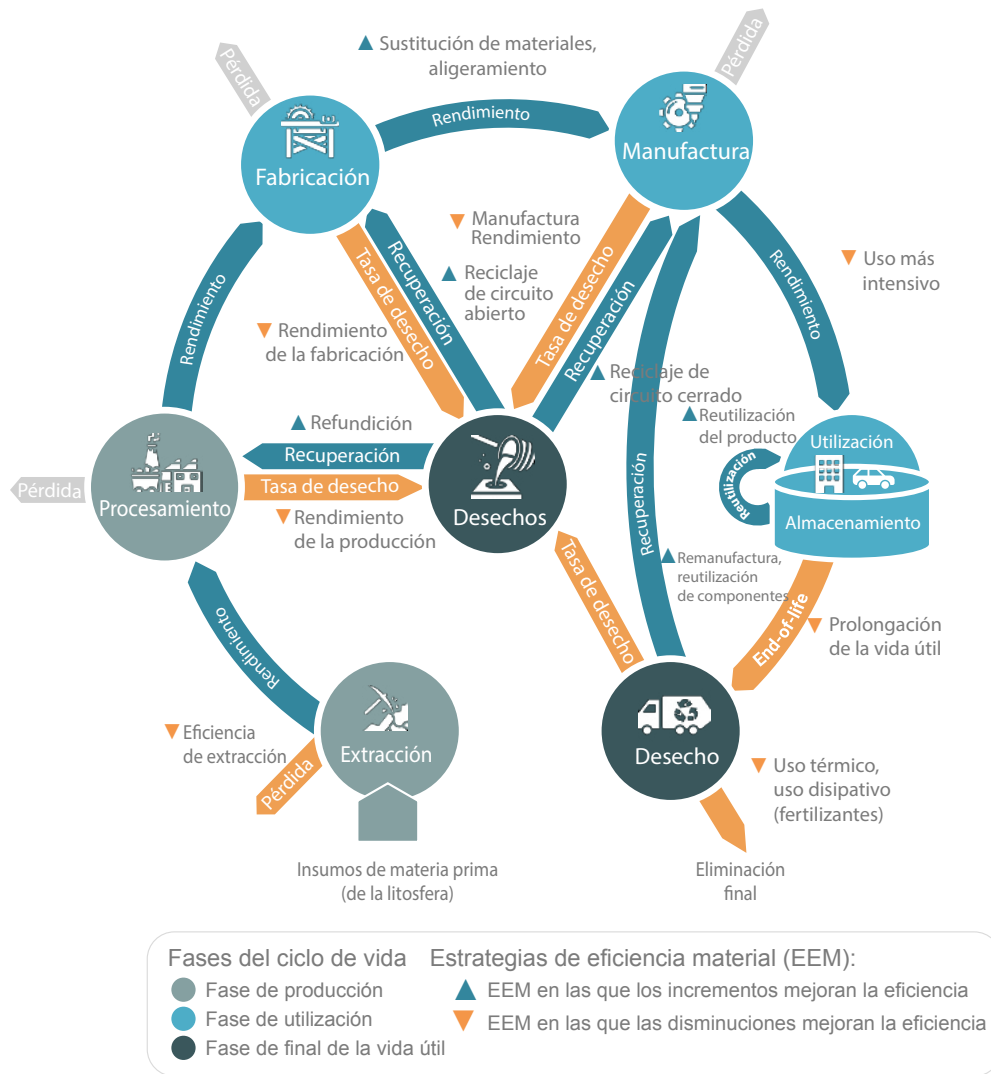 Pérdida
Pérdida
▲ Sustitución de materiales,
aligeramiento
Rendimiento
Fabricación
Manufactura
▼ Manufactura
Rendimiento
▲ Reciclaje
de circuito
abierto
Recuperación
Tasa de desecho
Tasa de desecho
Recuperación
Rendimiento
▼ Uso más
intensivo
Rendimiento
▼ Rendimiento
de la fabricación
▲ Reciclaje de
circuito cerrado
▲ Refundición
Recuperación
Tasa de desecho
▼ Rendimiento
de la producción
Pérdida
Procesamiento
Desechos
▲ Reutilización
del producto
Reutilización
Utilización
Almacenamiento
Recuperación
▲ Remanufactura,
reutilización
de componentes
Tasa de desecho
End-of-life
▼ Prolongación
de la vida útil
Rendimiento
▼ Eficiencia
de extracción
Pérdida
Extracción
Desecho
▼ Uso térmico,
uso disipativo
(fertilizantes)
Insumos de materia prima
(de la litosfera)
Eliminación
final
Fases del ciclo de vida
Fase de producción
Fase de utilización
Fase de final de la vida útil
Estrategias de eficiencia material (EEM):
▲ EEM en las que los incrementos mejoran la eficiencia
▼ EEM en las que las disminuciones mejoran la eficiencia